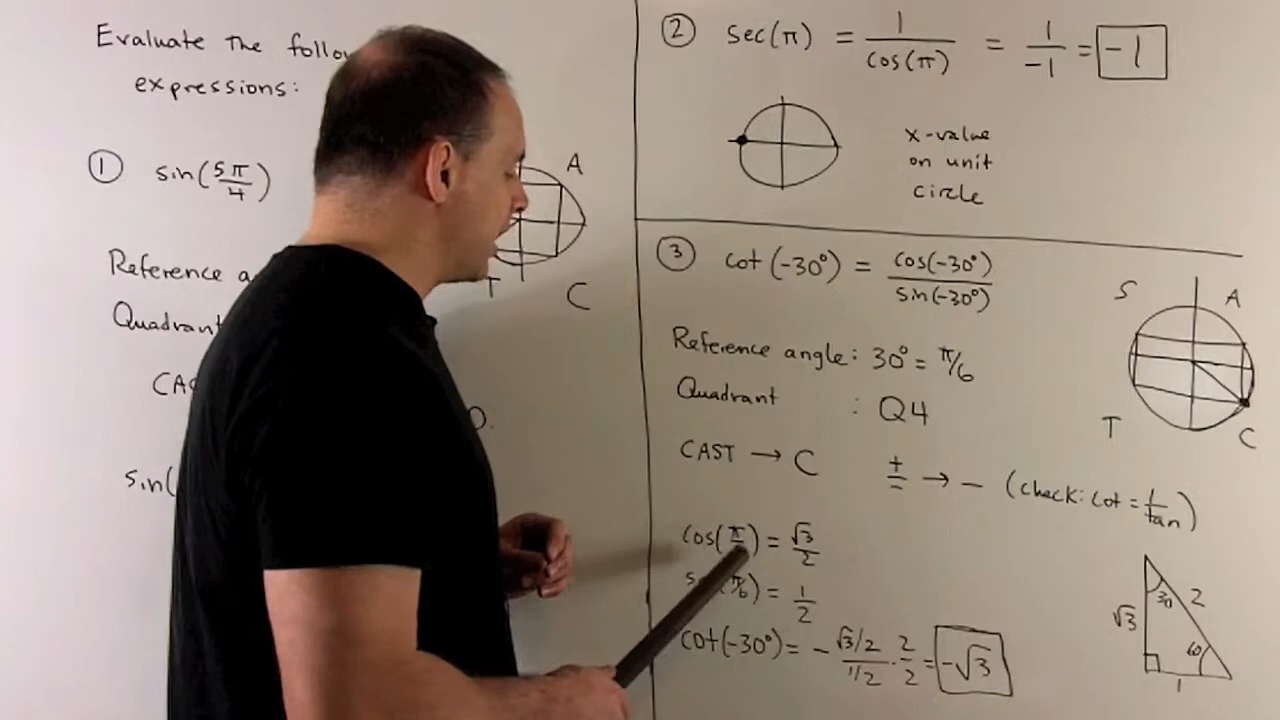 Evaluate the
expressions:
① sin(5π/4)
A
T
C
Reference
Quadrant
sin(
② sec(π) = 1/cos(π) = 1/-1 = -1
x-value
on unit
circle
③ cot(-30°) = cos(-30°)/sin(-30°)
S
A
Reference angle: 30° = π/6
Quadrant : Q4
T
C
CAST → C ± → - (check: cot = 1/tan)
cos(π ) = √3/2
π/6) = 1/2
cot(-30°) = - √3/2 / 1/2 · 2/2 = -√3
30
2
√3
60
1